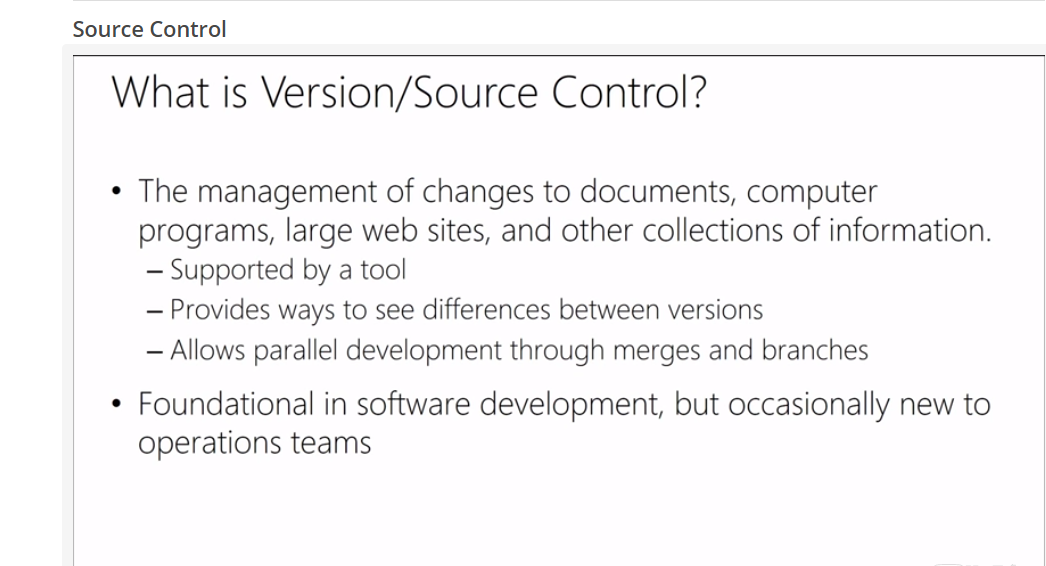 Source Control
What is Version/Source Control?
• The management of changes to documents, computer
programs, large web sites, and other collections of information.
– Supported by a tool
– Provides ways to see differences between versions
– Allows parallel development through merges and branches
• Foundational in software development, but occasionally new to
operations teams